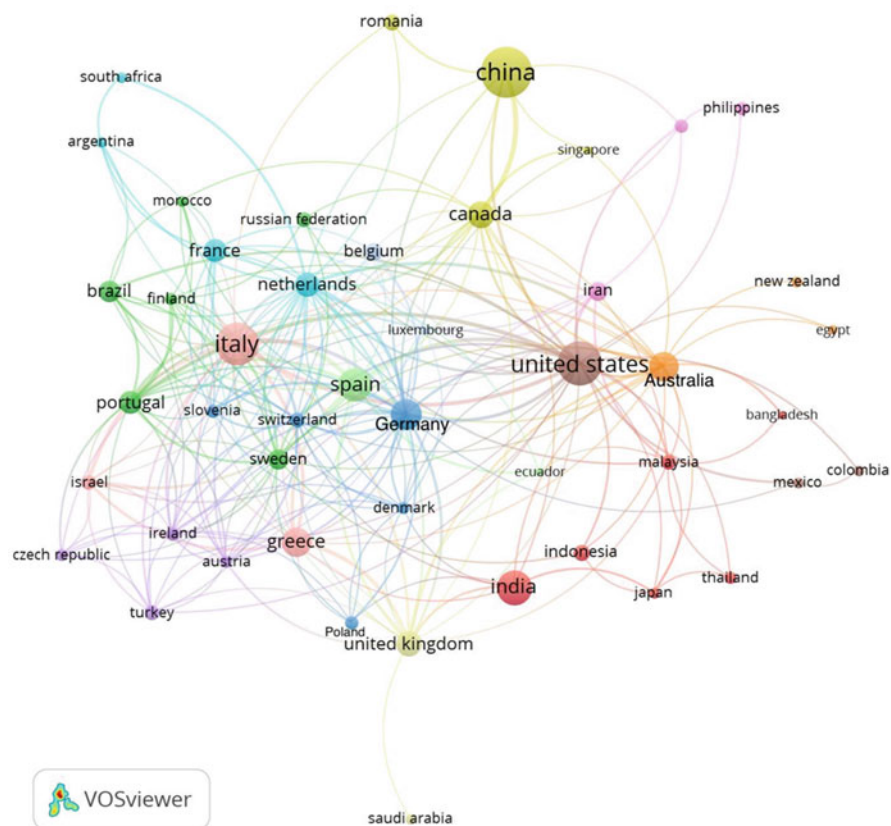 romania
china
south africa
philippines
argentina
singapore
morocco
canada
russian federation
france
belgium
netherlands
iran
new zealand
brazil
finland
luxembourg
egypt
italy
united states
Australia
spain
portugal
slovenia
switzerland
Germany
bangladesh
sweden
malaysia
ecuador
colombia
israel
mexico
denmark
ireland
greece
indonesia
czech republic
austria
india
thailand
japan
turkey
Poland
united kingdom
VOSviewer
saudi arabia